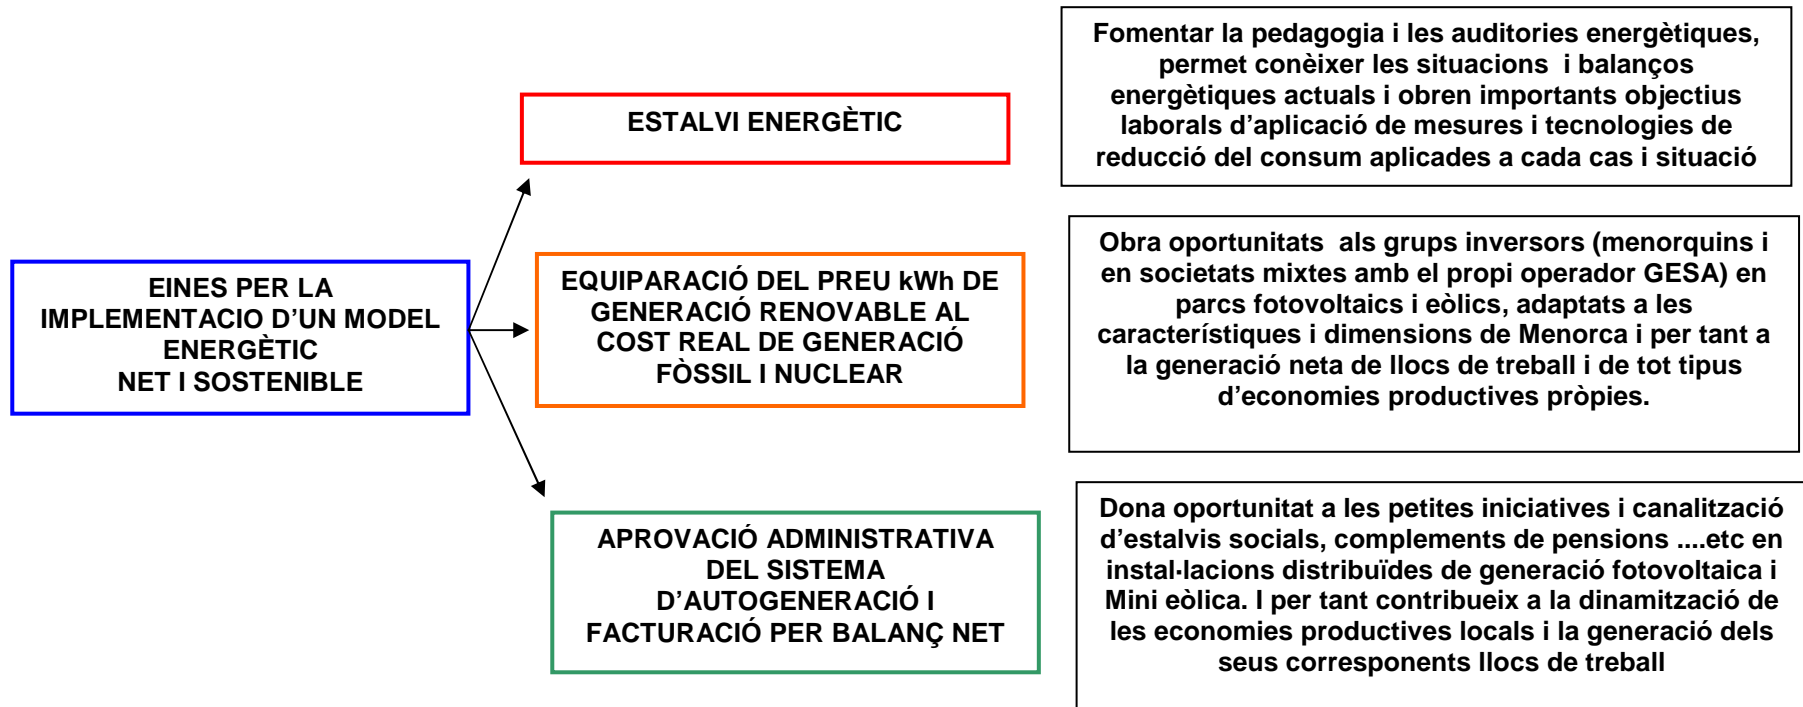 EINES PER LA
IMPLEMENTACIO D’UN MODEL
ENERGÈTIC
NET I SOSTENIBLE
ESTALVI ENERGÈTIC
Fomentar la pedagogia i les auditories energètiques,
permet conèixer les situacions i balanços
energètiques actuals i obren importants objectius
laborals d’aplicació de mesures i tecnologies de
reducció del consum aplicades a cada cas i situació
EQUIPARACIÓ DEL PREU kWh DE
GENERACIÓ RENOVABLE AL
COST REAL DE GENERACIÓ
FÒSSIL I NUCLEAR
Obra oportunitats als grups inversors (menorquins i
en societats mixtes amb el propi operador GESA) en
parcs fotovoltaics i eòlics, adaptats a les
característiques i dimensions de Menorca i per tant a
la generació neta de llocs de treball i de tot tipus
d’economies productives pròpies.
APROVACIÓ ADMINISTRATIVA
DEL SISTEMA
D’AUTOGENERACIÓ I
FACTURACIÓ PER BALANÇ NET
Dona oportunitat a les petites iniciatives i canalització
d’estalvis socials, complements de pensions ....etc en
instal·lacions distribuïdes de generació fotovoltaica i
Mini eòlica. I per tant contribueix a la dinamització de
les economies productives locals i la generació dels
seus corresponents llocs de treball